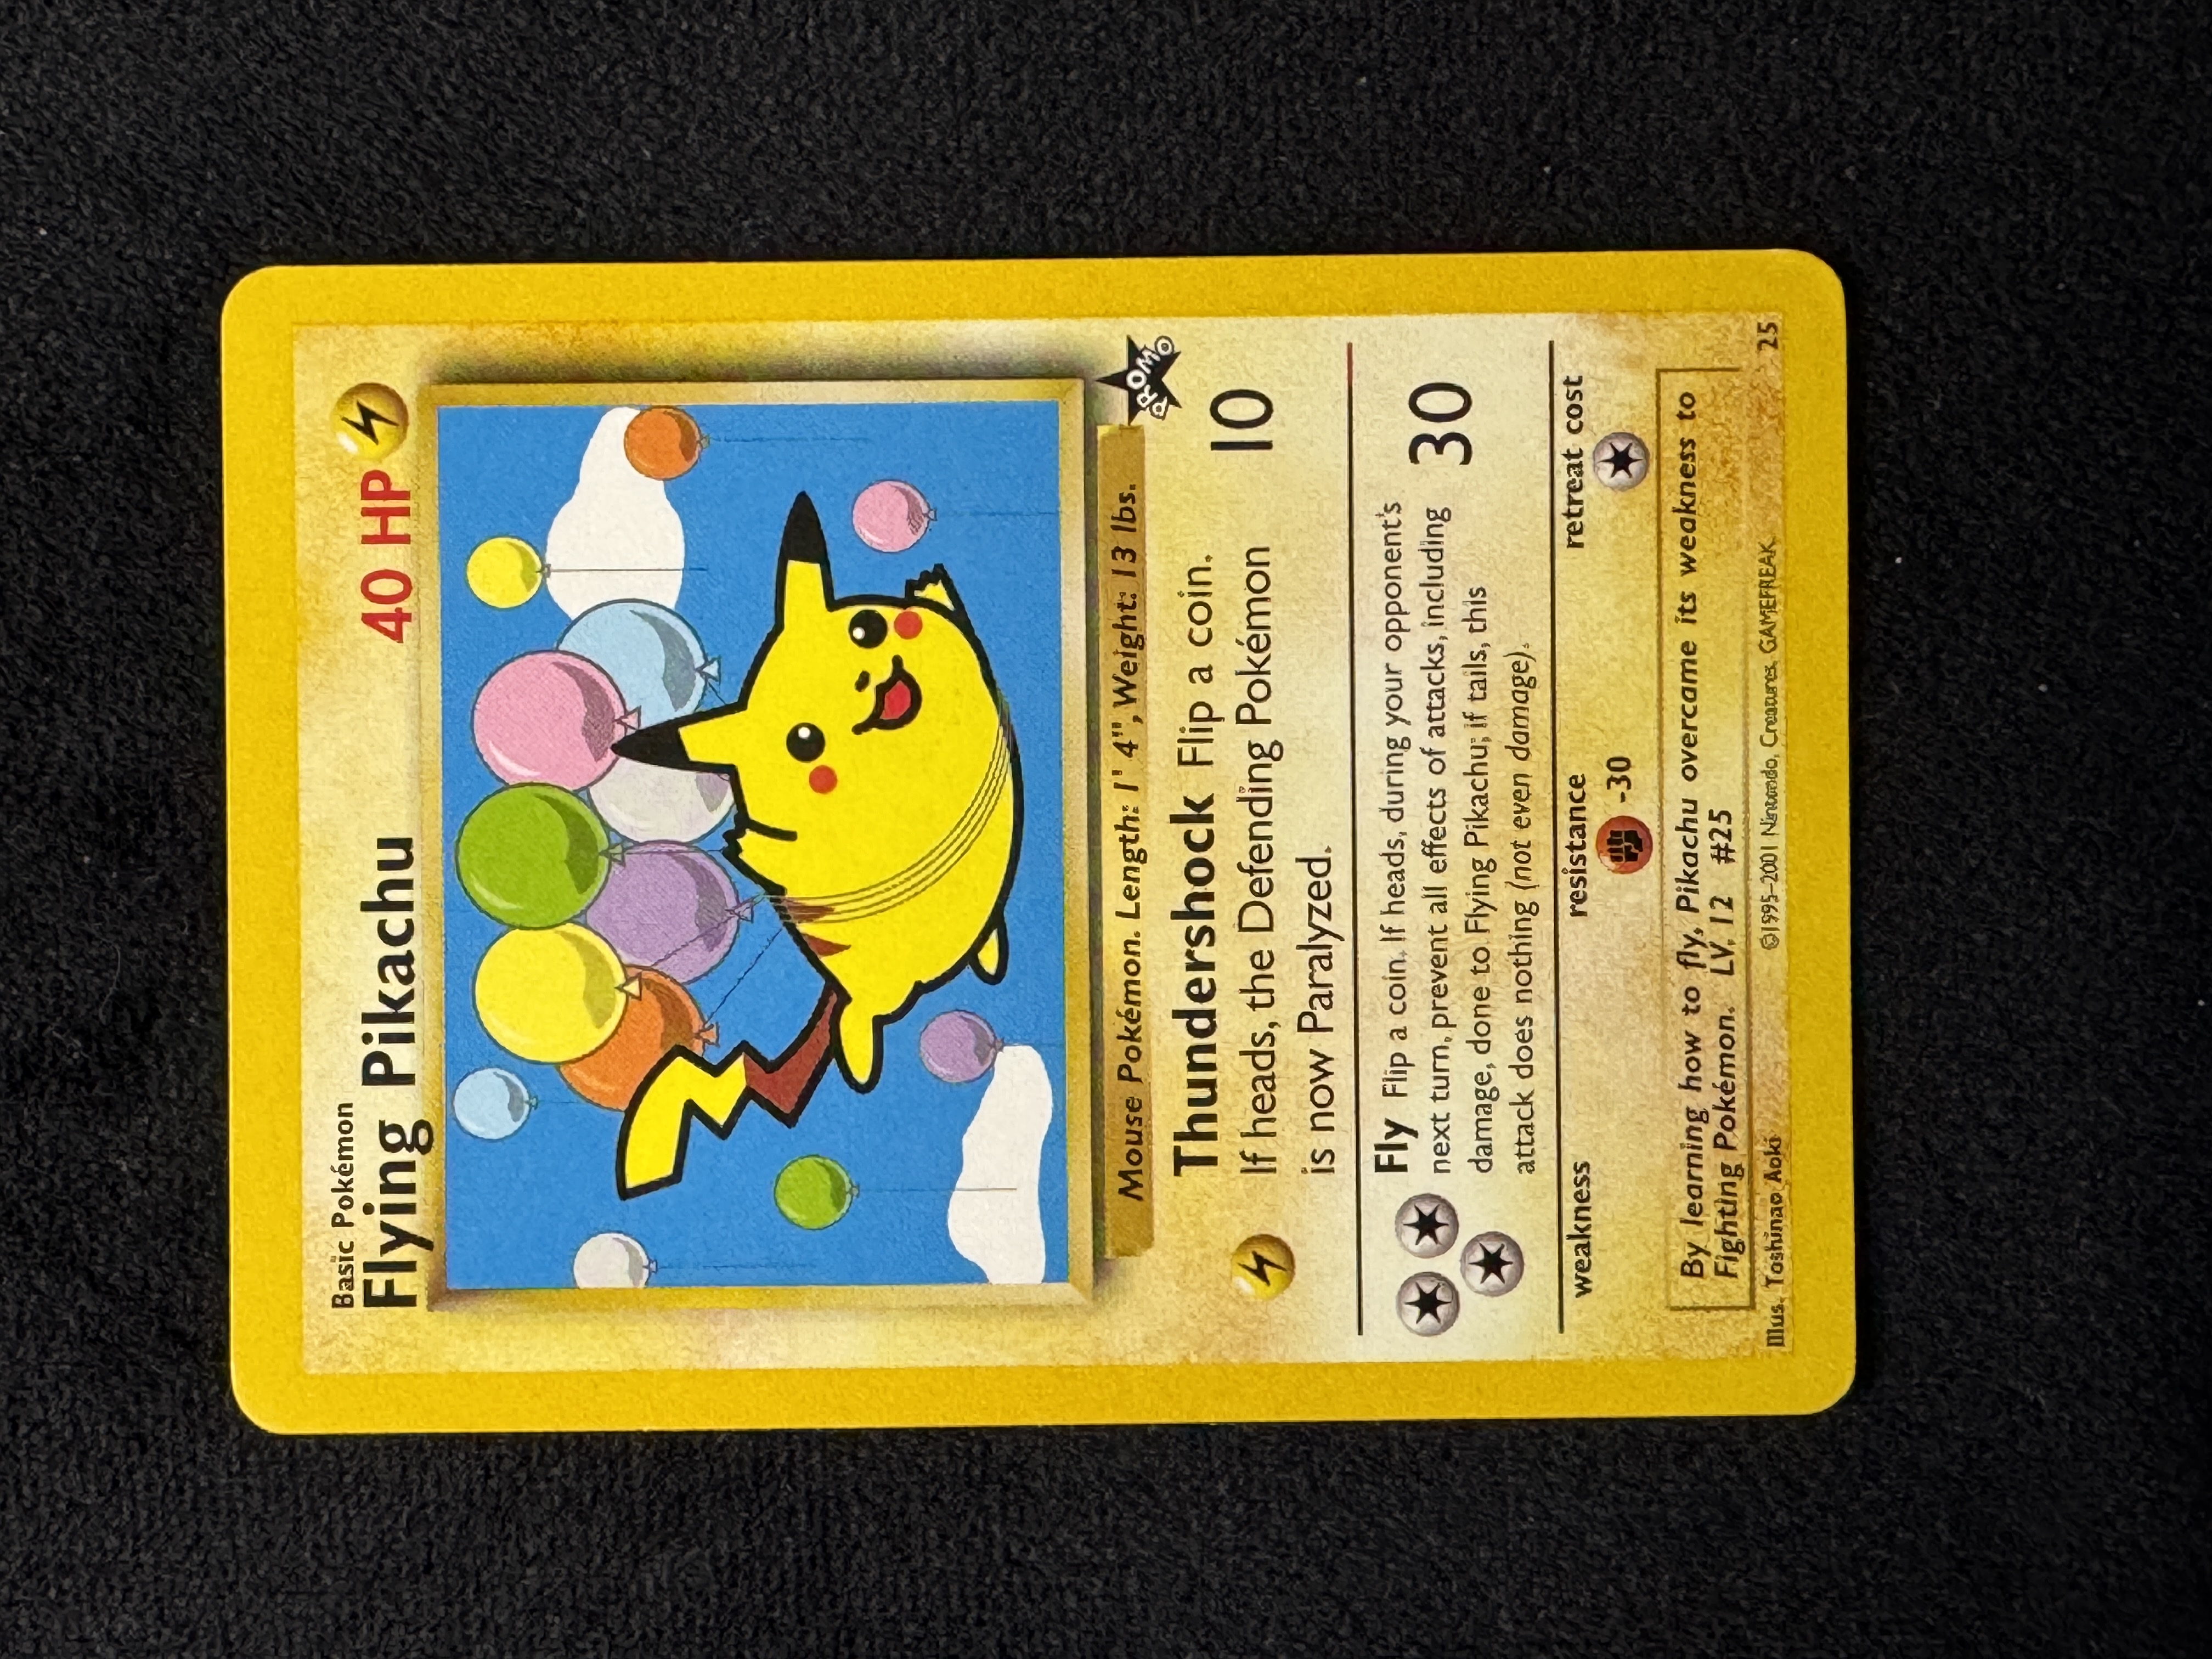 Basic Pokémon
Flying Pikachu 40 HP
PROMO
Mouse Pokémon. Length: 1' 4", Weight: 13 lbs.
Thundershock Flip a coin.
If heads, the Defending Pokémon
is now Paralyzed.
10
Fly Flip a coin. If heads, during your opponent's
next turn, prevent all effects of attacks, including
damage, done to Flying Pikachu; if tails, this
attack does nothing (not even damage).
30
weakness resistance retreat cost
-30
By learning how to fly, Pikachu overcame its weakness to
Fighting Pokémon. LV. 12 #25
Illus. Toshinao Aoki ©1995-2001 Nintendo, Creatures, GAMEFREAK 25